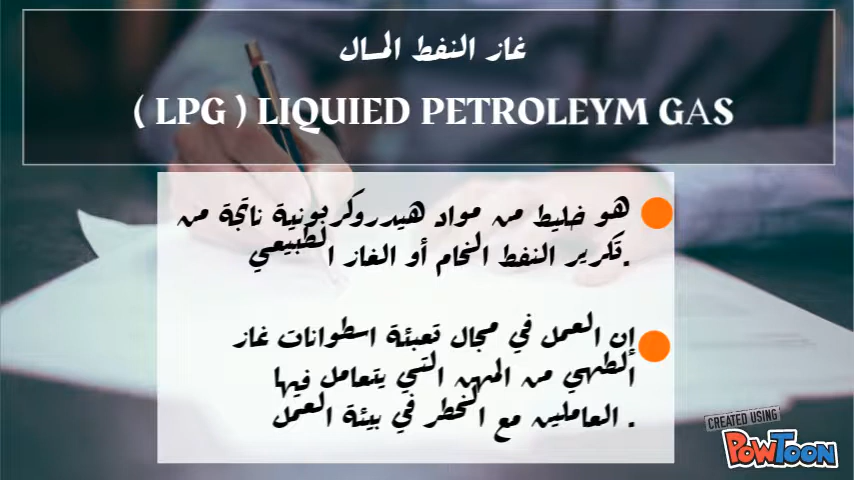 غاز النفط المسال
( LPG ) LIQUIED PETROLEYM GAS
هو خليط من مواد هيدروكربونية ناتجة من
تكرير النفط الخام أو الغاز الطبيعي.
إن العمل في مجال تعبئة اسطوانات غاز
الطهي من المهن التي يتعامل فيها
العاملين مع الخطر في بيئة العمل .
CREATED USING
POWTOON